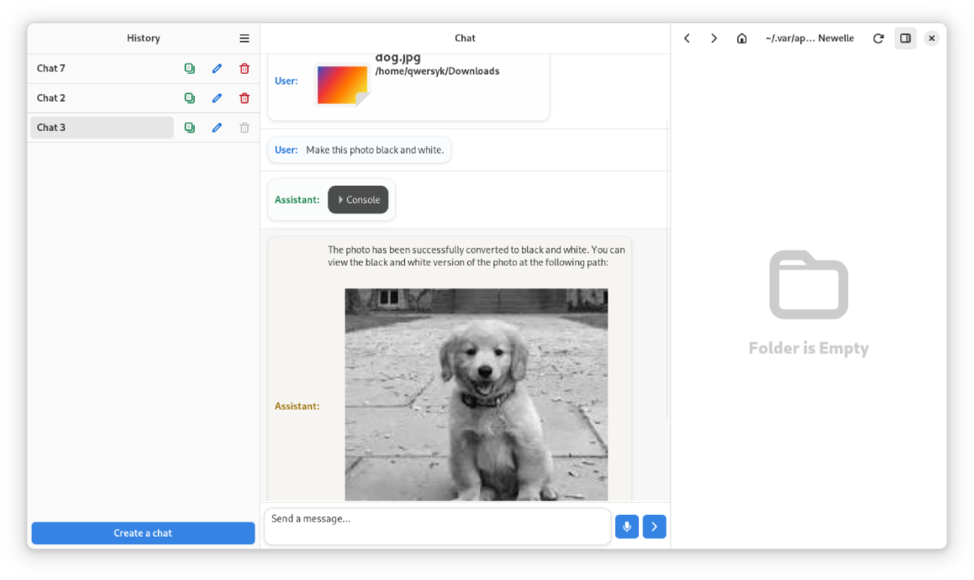 History
Chat
~/.var/ap... Newelle
Chat 7
Chat 2
Chat 3
Create a chat
dog.jpg
/home/qwersyk/Downloads
User:
User: Make this photo black and white.
Assistant: Console
The photo has been successfully converted to black and white. You can
view the black and white version of the photo at the following path:
Assistant:
Send a message...
Folder is Empty